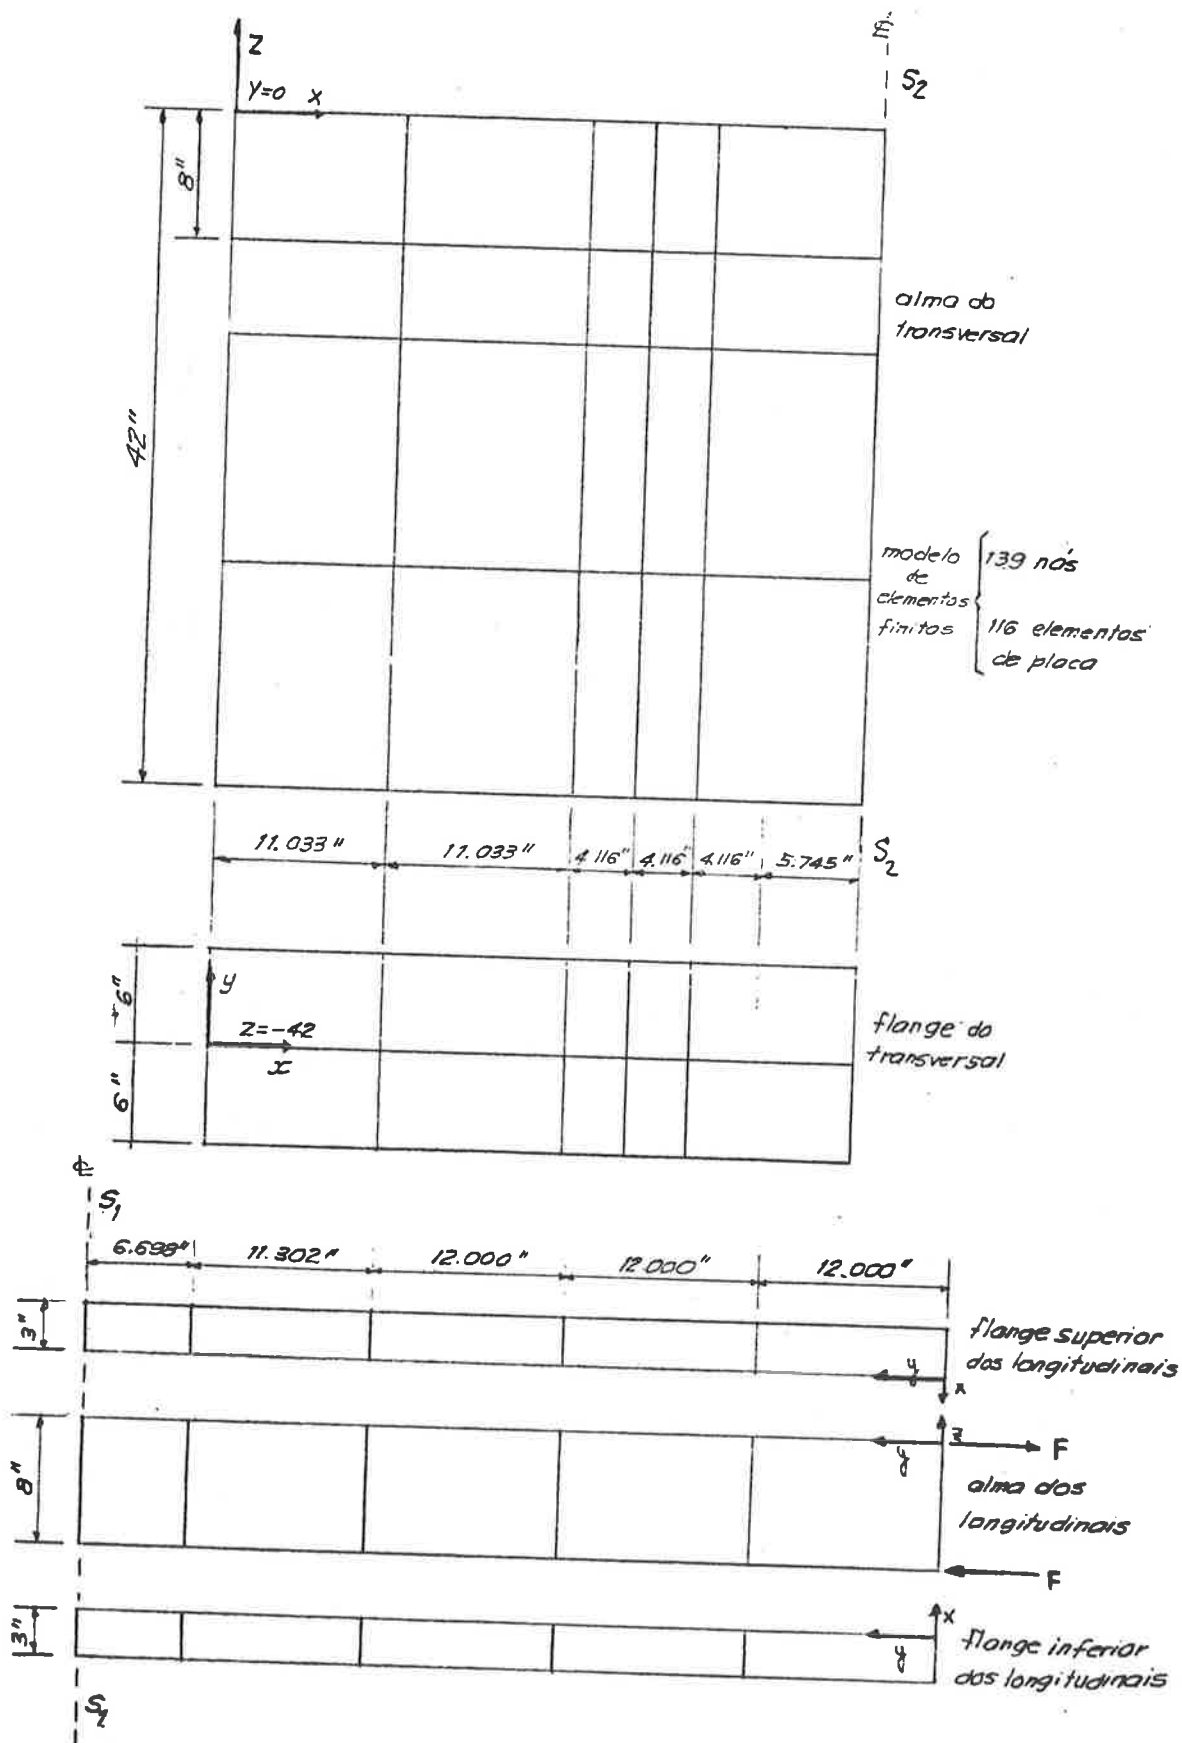 Z
S2
Y=0 X
8"
alma do
transversal
42"
modelo
de
elementos
finitos
139 nós
116 elementos
de placa
11.033" 11.033" 4.116" 4.116" 4.116" 5.745" S2
6"
y
Z=-42
x
flange do
transversal
6"
S1
6.698" 11.302" 12.000" 12.000" 12.000"
3"
flange superior
dos longitudinais
y
x
8"
z
y
F
alma dos
longitudinais
F
3"
x
y
flange inferior
dos longitudinais
S1